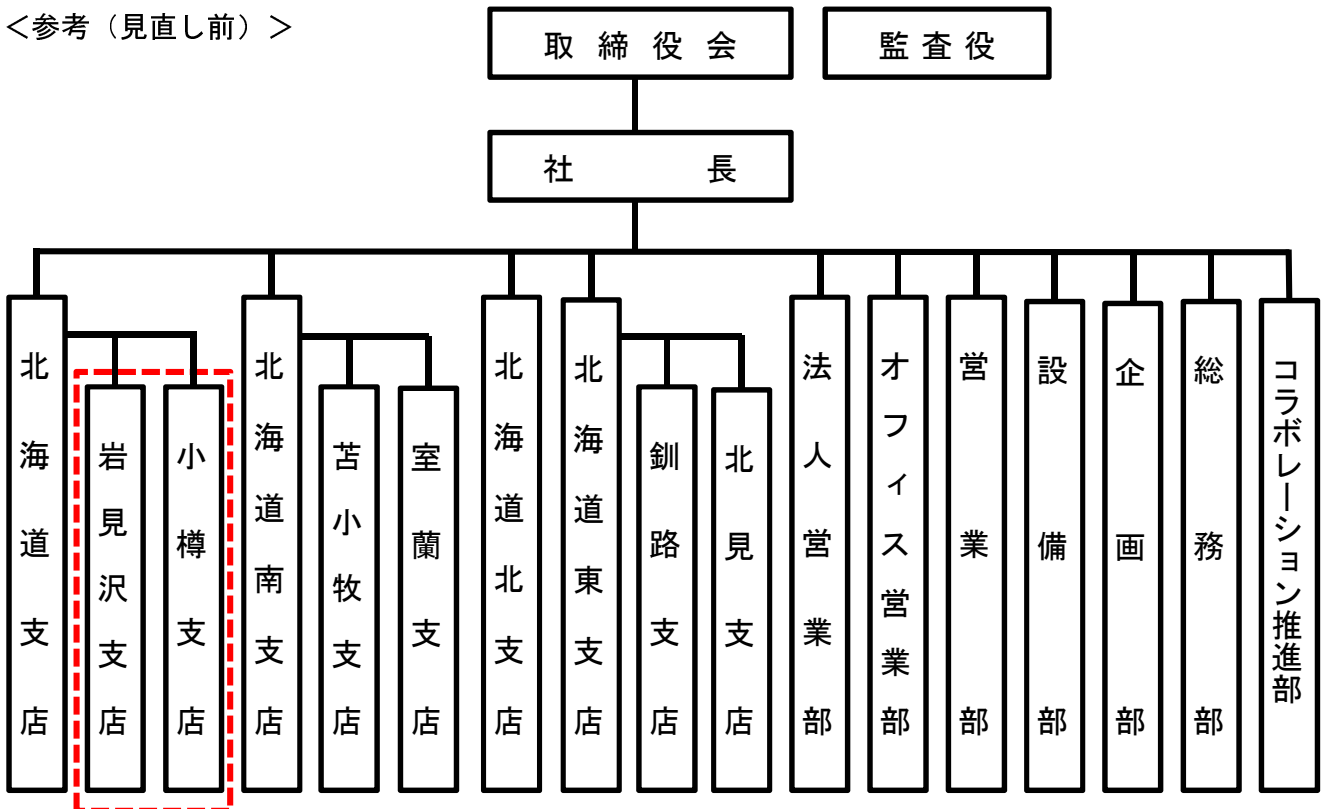 ＜参考（見直し前）＞
取締役会
監査役
社長
北海道支店
岩見沢支店
小樽支店
北海道南支店
苫小牧支店
室蘭支店
北海道北支店
北海道東支店
釧路支店
北見支店
法人営業部
オフィス営業部
営業部
設備部
企画部
総務部
コラボレーション推進部